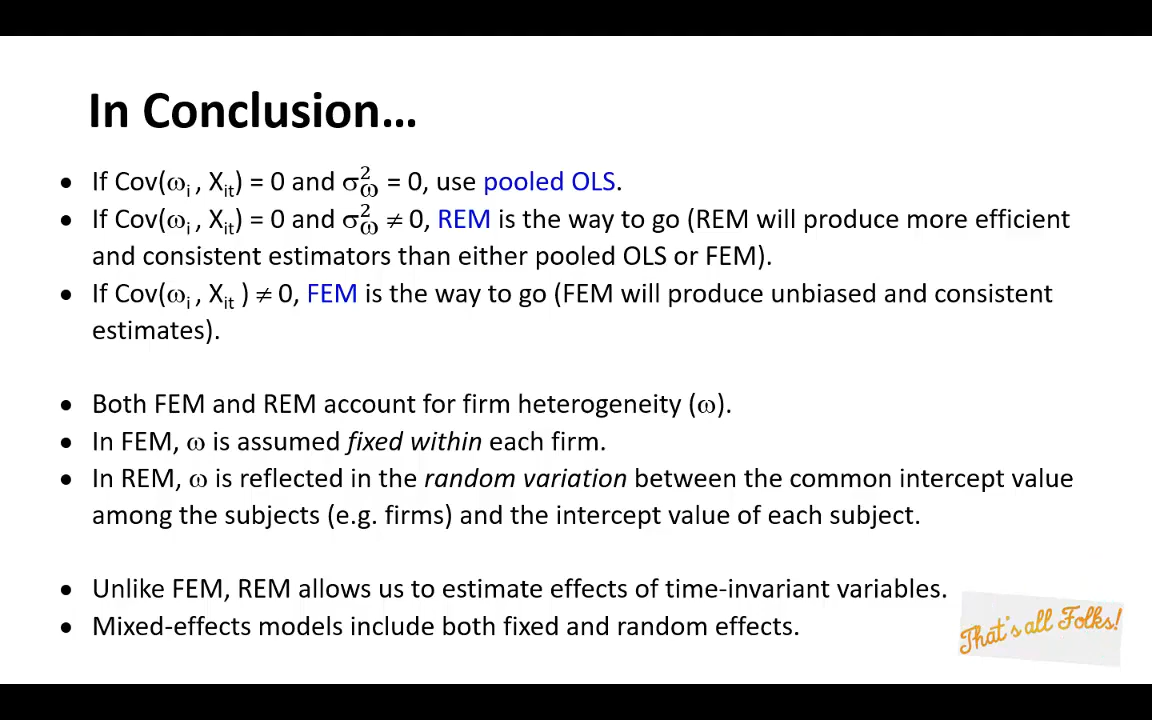 In Conclusion...
• If Cov(ωi , Xit) = 0 and σ²ω = 0, use pooled OLS.
• If Cov(ωi , Xit) = 0 and σ²ω ≠ 0, REM is the way to go (REM will produce more efficient
and consistent estimators than either pooled OLS or FEM).
• If Cov(ωi , Xit ) ≠ 0, FEM is the way to go (FEM will produce unbiased and consistent
estimates).
• Both FEM and REM account for firm heterogeneity (ω).
• In FEM, ω is assumed fixed within each firm.
• In REM, ω is reflected in the random variation between the common intercept value
among the subjects (e.g. firms) and the intercept value of each subject.
• Unlike FEM, REM allows us to estimate effects of time-invariant variables.
• Mixed-effects models include both fixed and random effects.
That's all Folks!